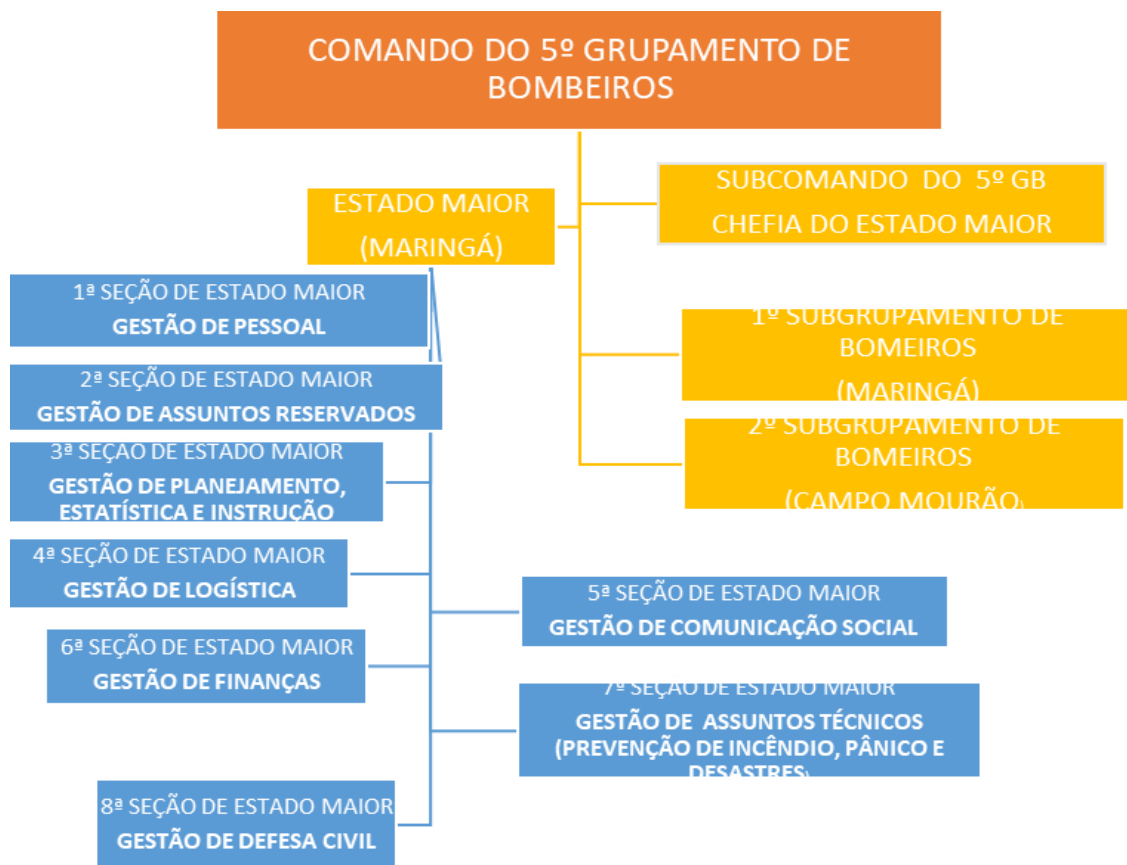 COMANDO DO 5º GRUPAMENTO DE
BOMBEIROS
ESTADO MAIOR
(MARINGÁ)
SUBCOMANDO DO 5º GB
CHEFIA DO ESTADO MAIOR
1ª SEÇÃO DE ESTADO MAIOR
GESTÃO DE PESSOAL
1º SUBGRUPAMENTO DE
BOMEIROS
(MARINGÁ)
2ª SEÇÃO DE ESTADO MAIOR
GESTÃO DE ASSUNTOS RESERVADOS
2º SUBGRUPAMENTO DE
BOMEIROS
(CAMPO MOURÃO)
3ª SEÇÃO DE ESTADO MAIOR
GESTÃO DE PLANEJAMENTO,
ESTATÍSTICA E INSTRUÇÃO
4ª SEÇÃO DE ESTADO MAIOR
GESTÃO DE LOGÍSTICA
5ª SEÇÃO DE ESTADO MAIOR
GESTÃO DE COMUNICAÇÃO SOCIAL
6ª SEÇÃO DE ESTADO MAIOR
GESTÃO DE FINANÇAS
7ª SEÇÃO DE ESTADO MAIOR
GESTÃO DE ASSUNTOS TÉCNICOS
(PREVENÇÃO DE INCÊNDIO, PÂNICO E
DESASTRES)
8ª SEÇÃO DE ESTADO MAIOR
GESTÃO DE DEFESA CIVIL